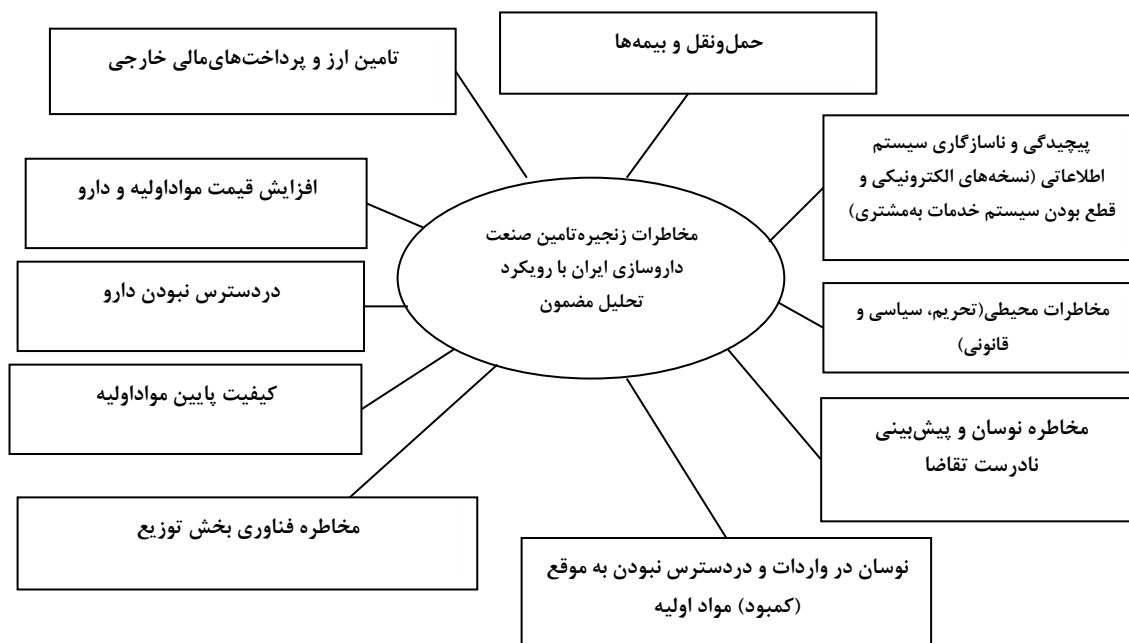 حمل‌ونقل و بیمه‌ها
تامین ارز و پرداخت‌های‌مالی خارجی
پیچیدگی و ناسازگاری سیستم
اطلاعاتی (نسخه‌های الکترونیکی و
قطع بودن سیستم خدمات به‌مشتری)
افزایش قیمت مواداولیه و دارو
مخاطرات زنجیره‌تامین صنعت
داروسازی ایران با رویکرد
تحلیل مضمون
دردسترس نبودن دارو
مخاطرات محیطی(تحریم، سیاسی و
قانونی)
کیفیت پایین مواداولیه
مخاطره نوسان و پیش‌بینی
نادرست تقاضا
مخاطره فناوری بخش توزیع
نوسان در واردات و دردسترس نبودن به موقع
(کمبود) مواد اولیه